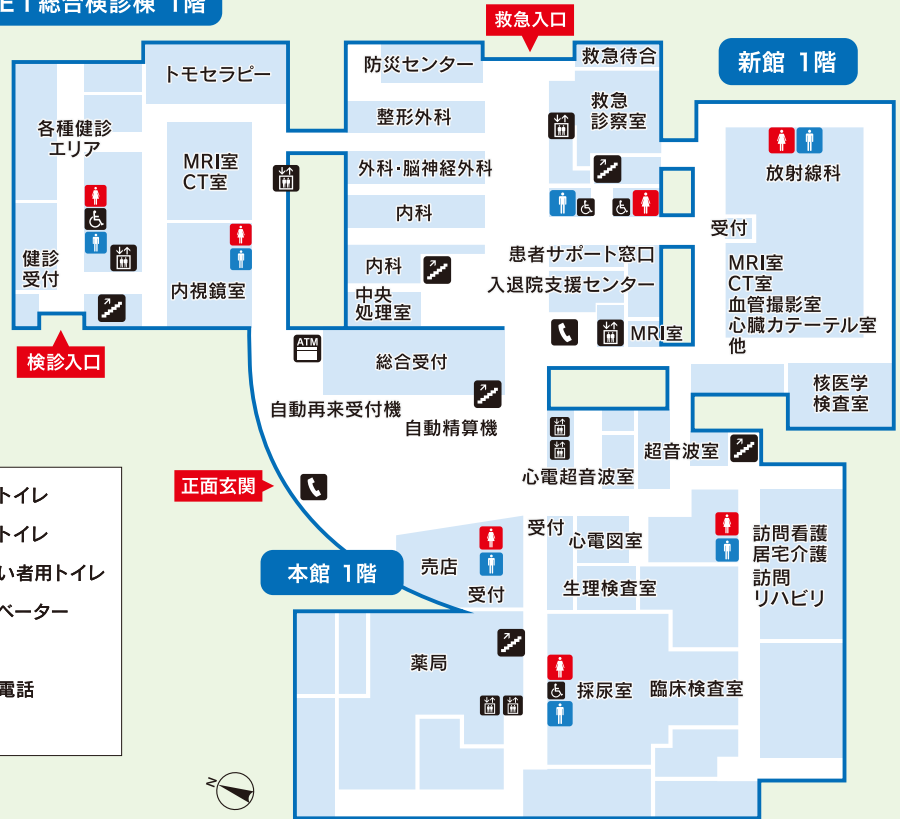 総合検診棟 1階
救急入口
新館 1階
トモセラピー
防災センター
救急待合
各種健診
エリア
MRI室
CT室
整形外科
救急
診察室
外科・脳神経外科
放射線科
内科
受付
健診
受付
内視鏡室
内科
患者サポート窓口
入退院支援センター
中央
処理室
MRI室
MRI室
CT室
血管撮影室
心臓カテーテル室
他
検診入口
ATM
総合受付
自動再来受付機
自動精算機
核医学
検査室
超音波室
心電超音波室
正面玄関
トイレ
トイレ
い者用トイレ
ベーター
電話
本館 1階
売店
受付
受付
心電図室
生理検査室
訪問看護
居宅介護
訪問
リハビリ
薬局
採尿室
臨床検査室
N